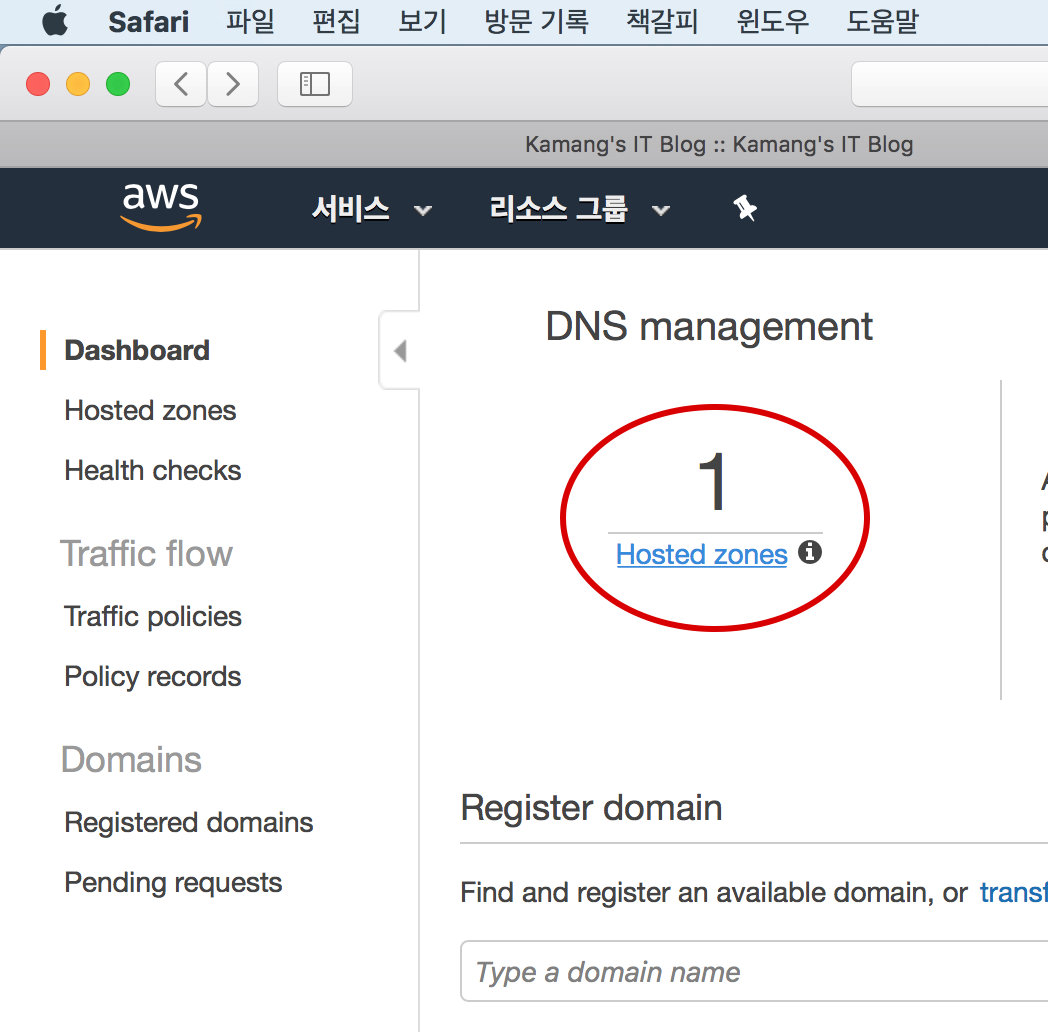 Safari 파일 편집 보기 방문 기록 책갈피 윈도우 도움말
Kamang's IT Blog :: Kamang's IT Blog
aws 서비스 리소스 그룹
Dashboard
Hosted zones
Health checks
Traffic flow
Traffic policies
Policy records
Domains
Registered domains
Pending requests
DNS management
1
Hosted zones
Register domain
Find and register an available domain, or transf
Type a domain name